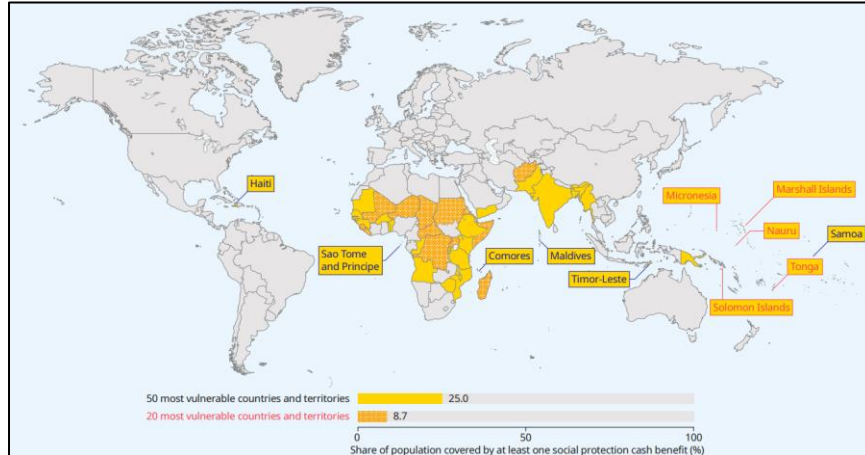 Haiti
Sao Tome
and Principe
Comores
Maldives
Timor-Leste
Micronesia
Marshall Islands
Nauru
Samoa
Tonga
Solomon Islands
50 most vulnerable countries and territories 25.0
20 most vulnerable countries and territories 8.7
0 50 100
Share of population covered by at least one social protection cash benefit (%)